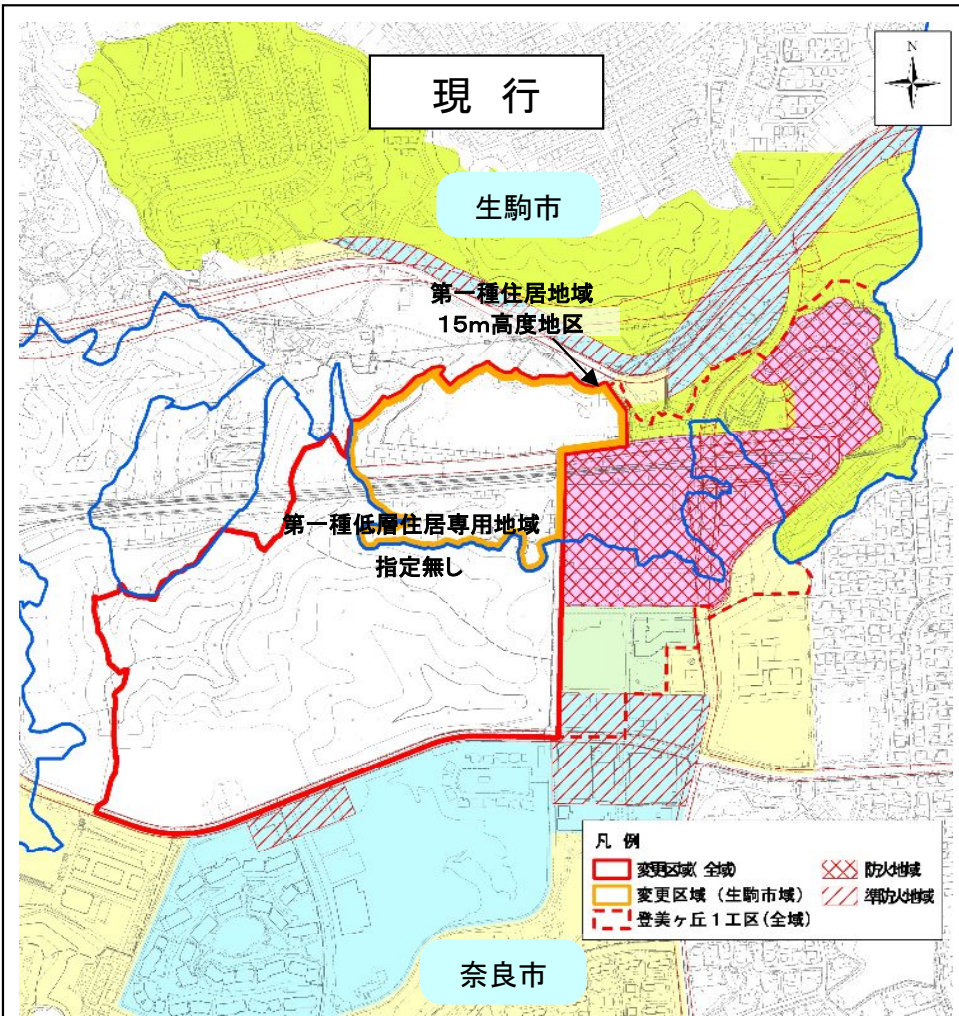 現 行
N
生駒市
第一種住居地域
15m高度地区
第一種低層住居専用地域
指定無し
凡 例
変更区域(全域)
変更区域（生駒市域）
登美ヶ丘１工区(全域)
防火地域
準防火地域
奈良市